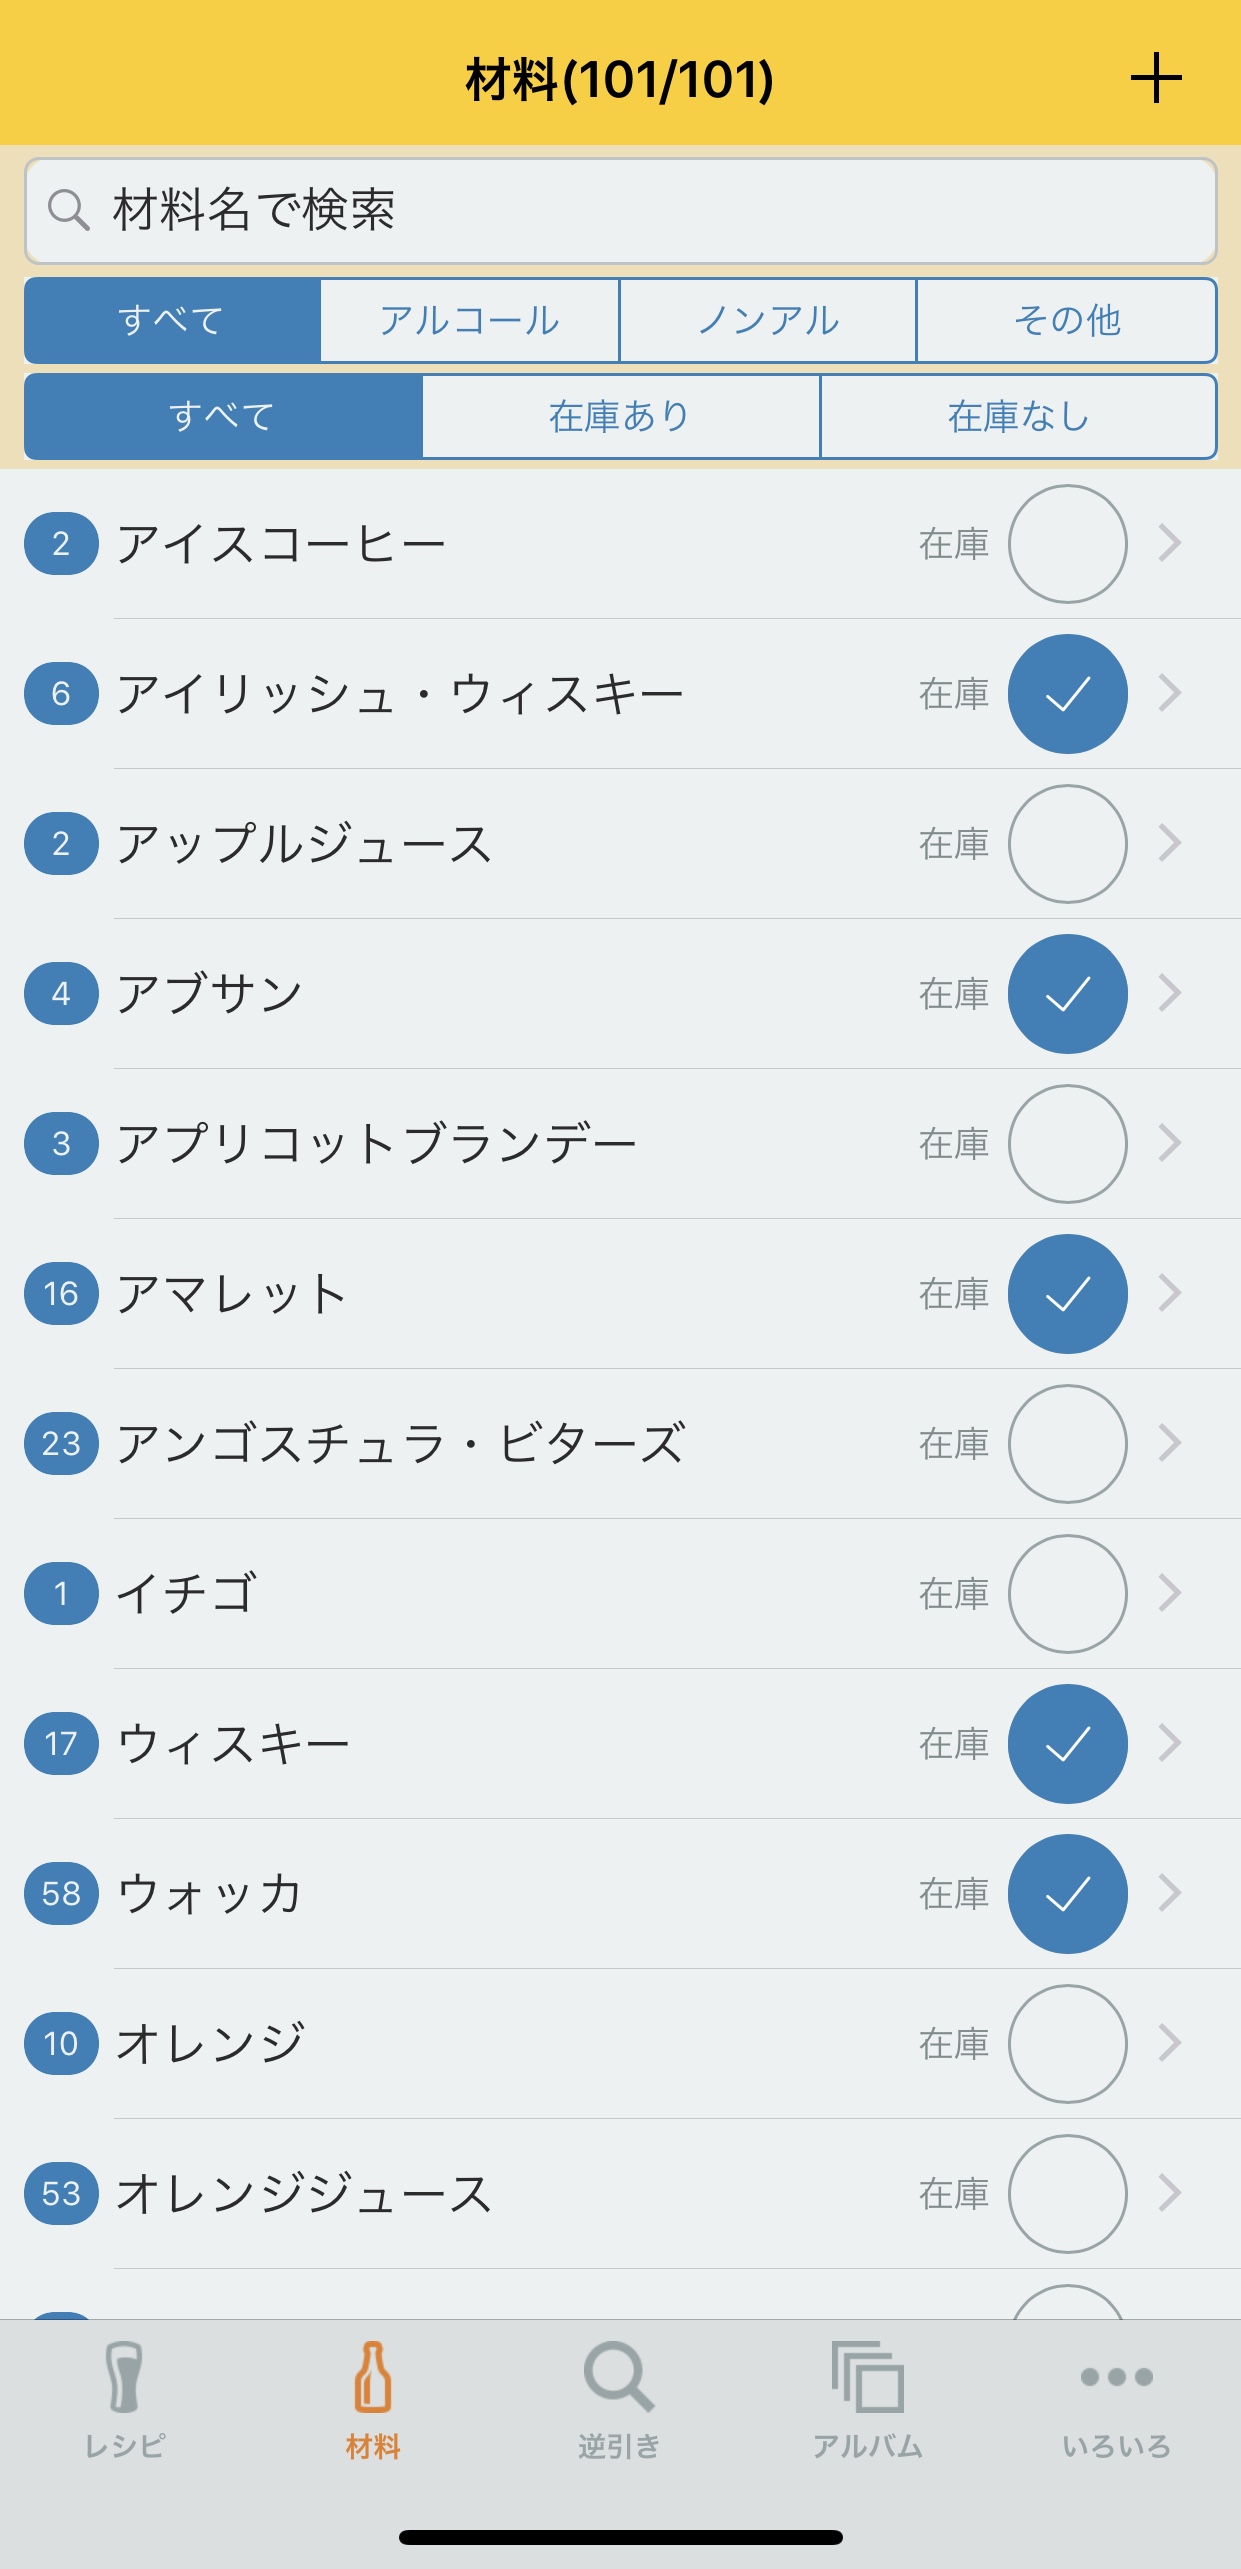 材料(101/101)
材料名で検索
すべて アルコール ノンアル その他
すべて 在庫あり 在庫なし
2 アイスコーヒー 在庫
6 アイリッシュ・ウィスキー 在庫
2 アップルジュース 在庫
4 アブサン 在庫
3 アプリコットブランデー 在庫
16 アマレット 在庫
23 アンゴスチュラ・ビターズ 在庫
1 イチゴ 在庫
17 ウィスキー 在庫
58 ウォッカ 在庫
10 オレンジ 在庫
53 オレンジジュース 在庫
レシピ 材料 逆引き アルバム いろいろ